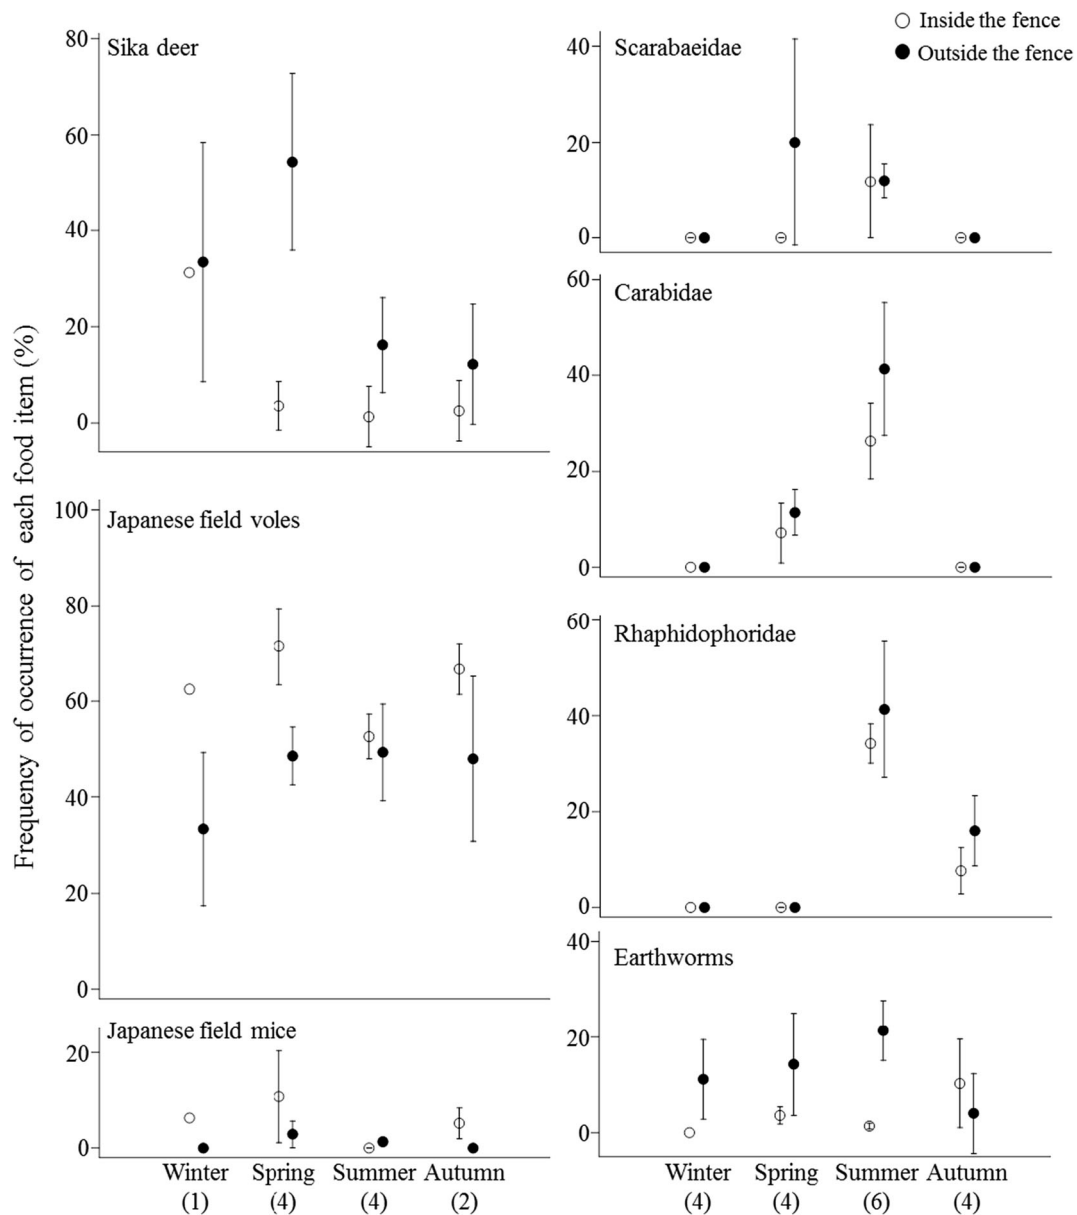 Inside the fence
Outside the fence
Frequency of occurrence of each food item (%)
Sika deer
80
60
40
20
0
Japanese field voles
100
80
60
40
20
0
Japanese field mice
20
0
Winter Spring Summer Autumn
(1) (4) (4) (2)
Scarabaeidae
40
20
0
Carabidae
60
40
20
0
Rhaphidophoridae
60
40
20
0
Earthworms
40
20
0
Winter Spring Summer Autumn
(4) (4) (6) (4)